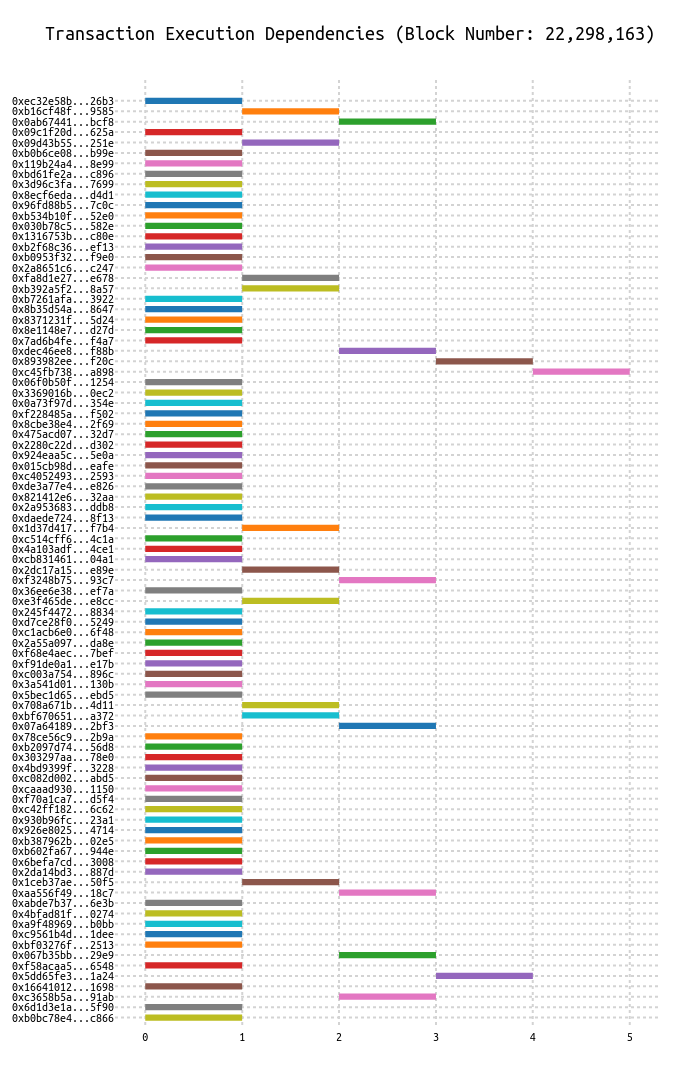 Transaction Execution Dependencies (Block Number: 22,298,163)
0xec32e58b...26b3
0xb16cf48f...9585
0x0ab67441...bcf8
0x09c1f20d...625a
0x09d43b55...251e
0xb0b6ce08...b99e
0x119b24a4...8e99
0xbd61fe2a...c896
0x3d96c3fa...7699
0x8ecf6eda...d4d1
0x96fd88b5...7c0c
0xb534b10f...52e0
0x030b78c5...582e
0x1316753b...c80e
0xb2f68c36...ef13
0xb0953f32...f9e0
0x2a8651c6...c247
0xfa8d1e27...e678
0xb392a5f2...8a57
0xb7261afa...3922
0x8b35d54a...8647
0x8371231f...5d24
0x8e1148e7...d27d
0x7ad6b4fe...f4a7
0xdec46ee8...f88b
0x893982ee...f20c
0xc45fb738...a898
0x06f0b50f...1254
0x3369016b...0ec2
0x0a73f97d...354e
0xf228485a...f502
0x8cbe38e4...2f69
0x475acd07...32d7
0x2280c22d...d302
0x924eaa5c...5e0a
0x015cb98d...eafe
0xc4052493...2593
0xde3a77e4...e826
0x821412e6...32aa
0x2a953683...ddb8
0xdaede724...8f13
0x1d37d417...f7b4
0xc514cff6...4c1a
0x4a103adf...4ce1
0xcb831461...04a1
0x2dc17a15...e89e
0xf3248b75...93c7
0x36ee6e38...ef7a
0xe3f465de...e8cc
0x245f4472...8834
0xd7ce28f0...5249
0xc1acb6e0...6f48
0x2a55a097...da8e
0xf68e4aec...7bef
0xf91de0a1...e17b
0xc003a754...896c
0x3a541d01...130b
0x5bec1d65...ebd5
0x708a671b...4d11
0xbf670651...a372
0x07a64189...2bf3
0x78ce56c9...2b9a
0xb2097d74...56d8
0x303297aa...78e0
0x4bd9399f...3228
0xc082d002...abd5
0xcaaad930...1150
0xf70a1ca7...d5f4
0xc42ff182...6c62
0x930b96fc...23a1
0x926e8025...4714
0xb387962b...02e5
0xb602fa67...944e
0x6befa7cd...3008
0x2da14bd3...887d
0x1ceb37ae...50f5
0xaa556f49...18c7
0xabde7b37...6e3b
0x4bfad81f...0274
0xa9f48969...b0bb
0xc9561b4d...1dee
0xbf03276f...2513
0x067b35bb...29e9
0xf58acaa5...6548
0x5dd65fe3...1a24
0x16641012...1698
0xc3658b5a...91ab
0x6d1d3e1a...5f90
0xb0bc78e4...c866
0 1 2 3 4 5